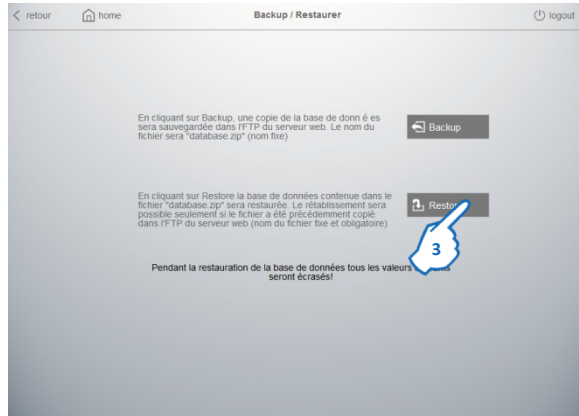 retour
home
Backup / Restaurer
logout
En cliquant sur Backup, une copie de la base de donn é es
sera sauvegardée dans l'FTP du serveur web. Le nom du
fichier sera "database.zip" (nom fixe)
Backup
En cliquant sur Restore la base de données contenue dans le
fichier "database.zip" sera restaurée. Le rétablissement sera
possible seulement si le fichier a été précédemment copié
dans l'FTP du serveur web (nom du fichier fixe et obligatoire)
Restore
3
Pendant la restauration de la base de données tous les valeurs
seront écrasés!